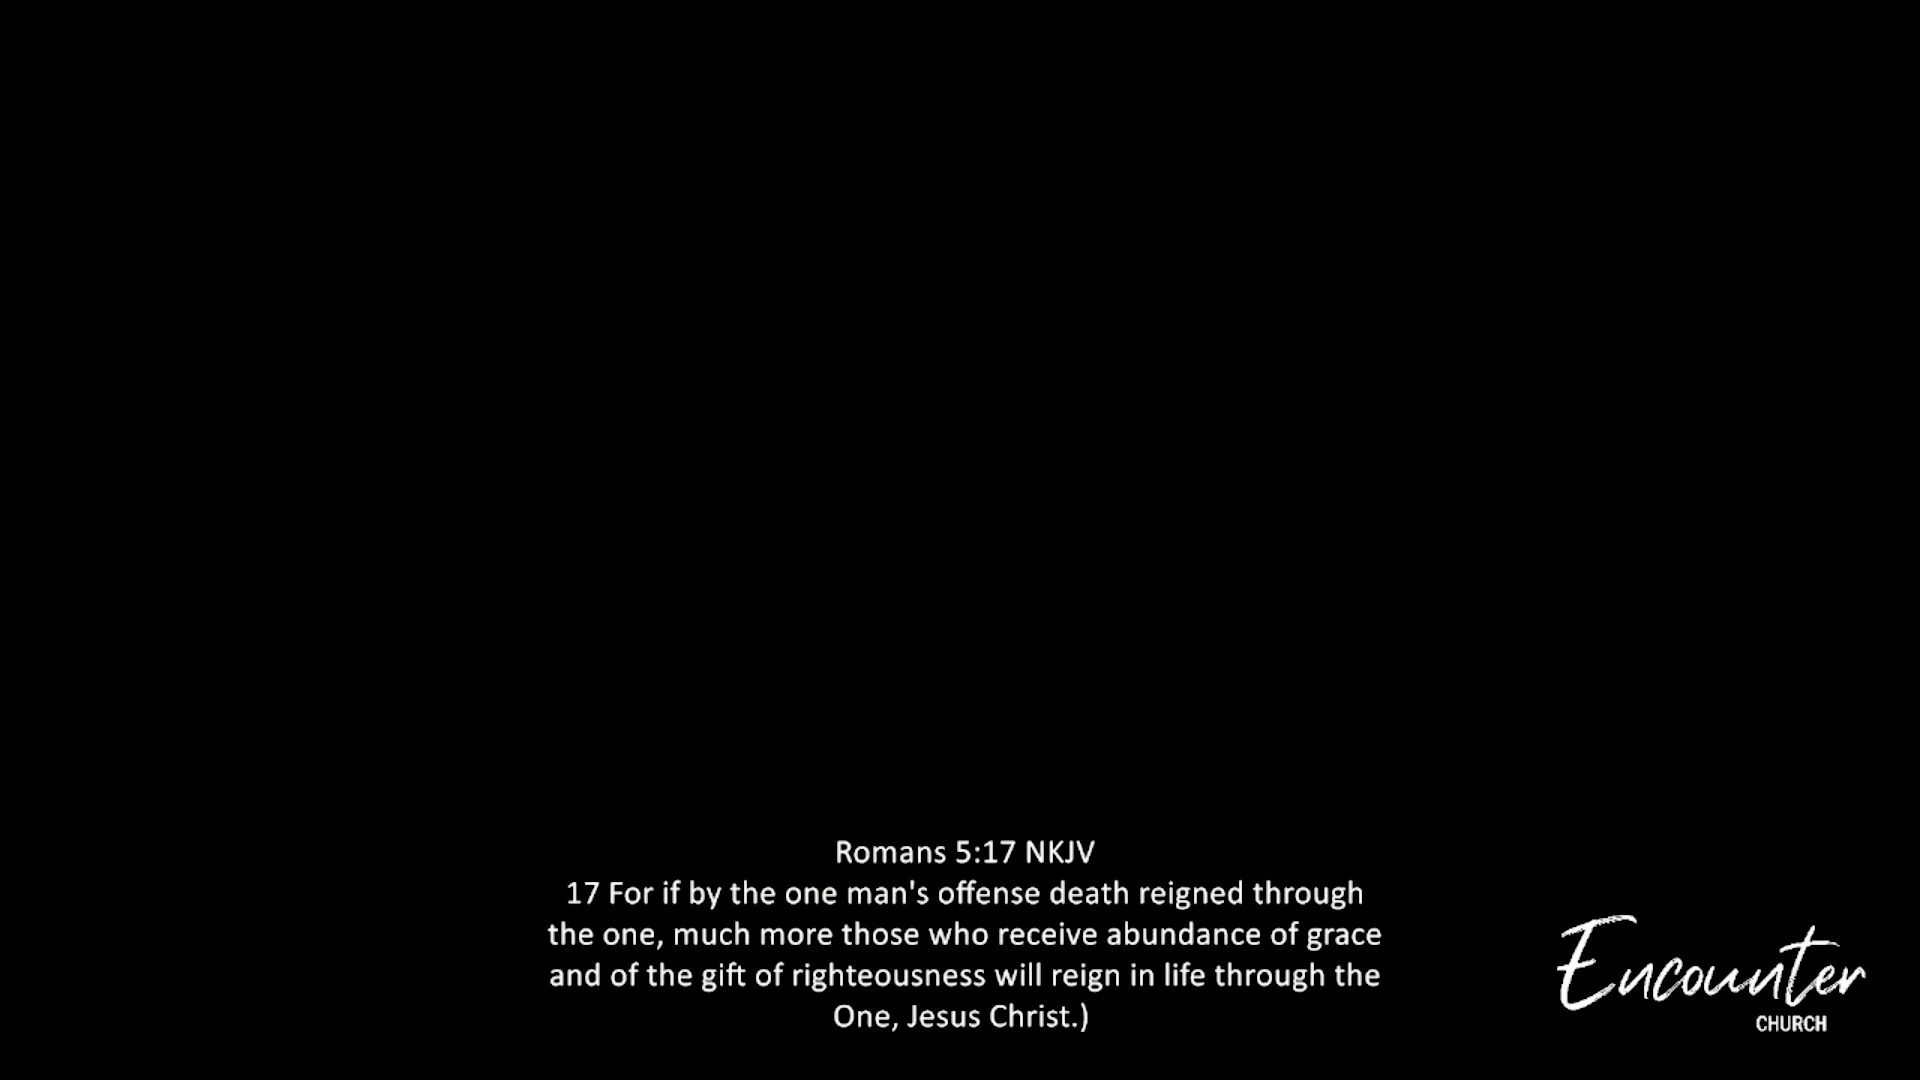 Romans 5:17 NKJV
17 For if by the one man's offense death reigned through
the one, much more those who receive abundance of grace
and of the gift of righteousness will reign in life through the
One, Jesus Christ.)
Encounter
CHURCH